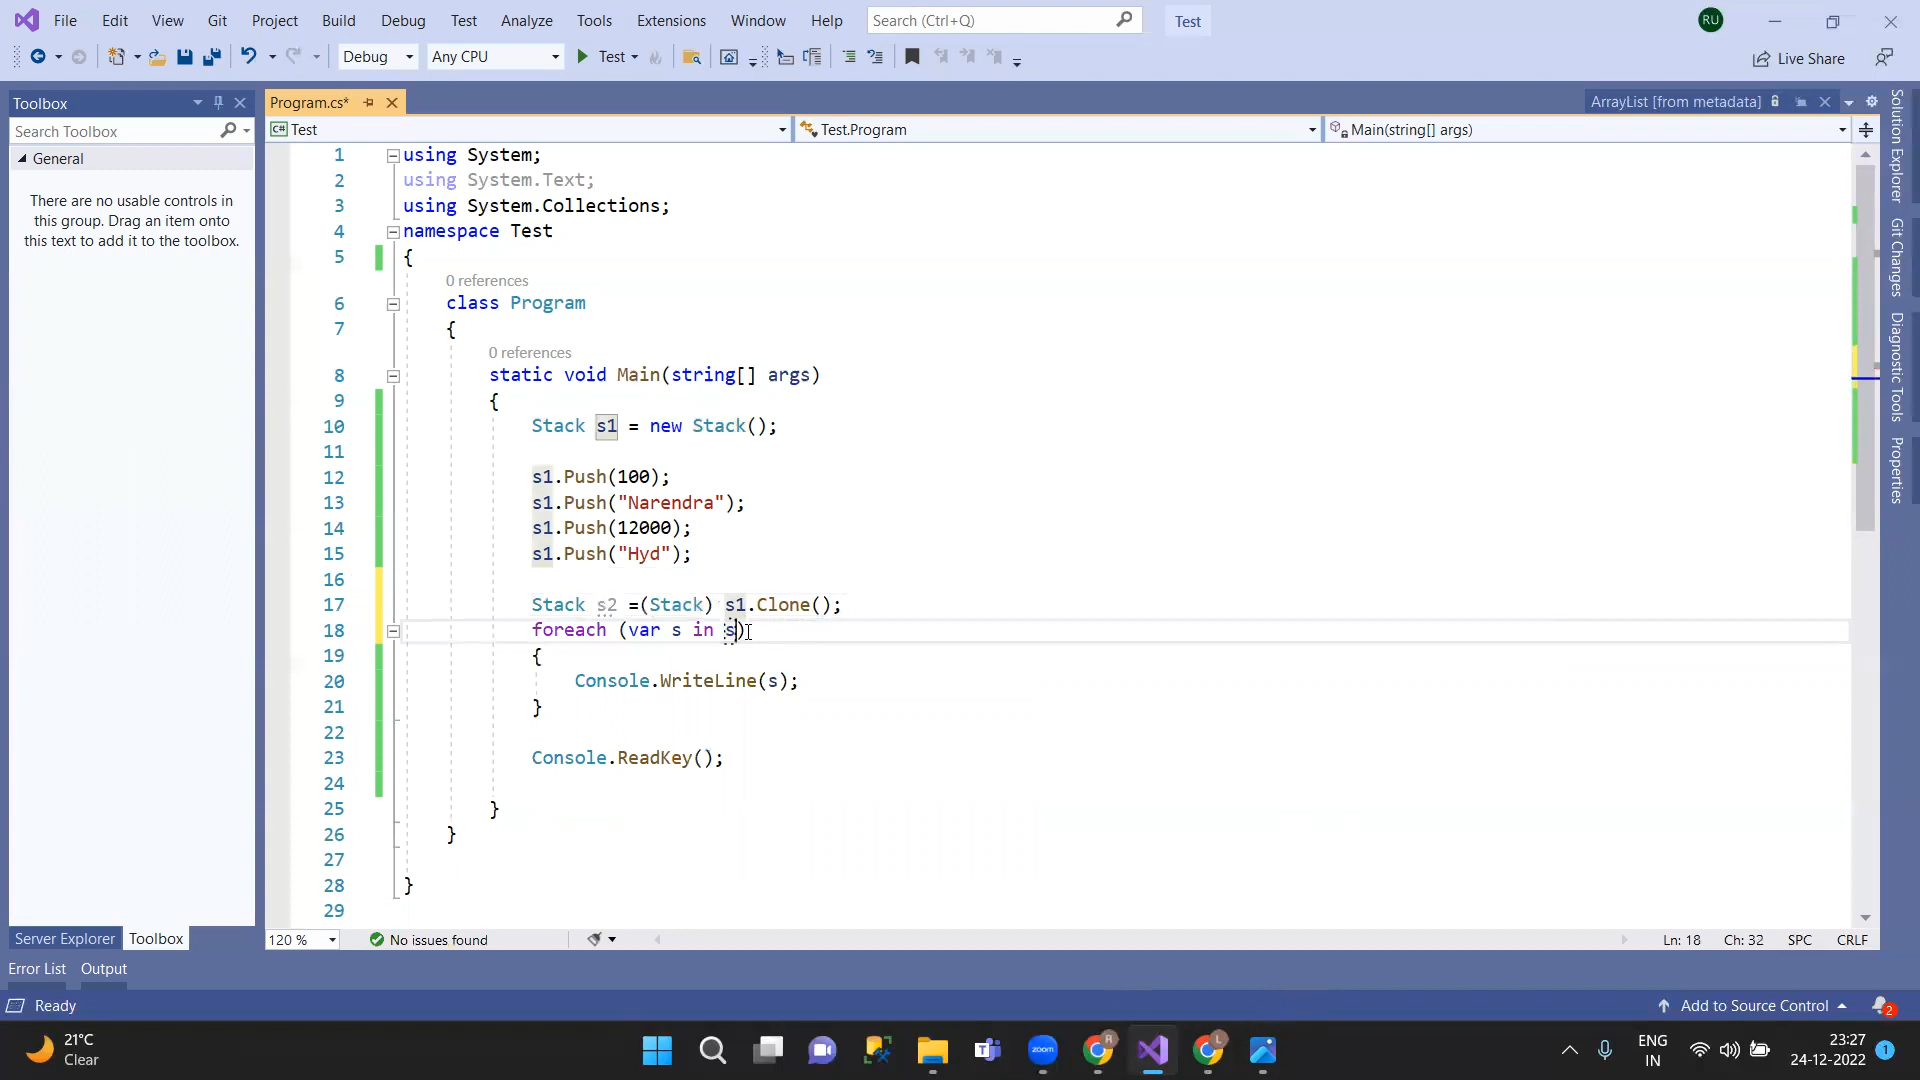 File Edit View Git Project Build Debug Test Analyze Tools Extensions Window Help Search (Ctrl+Q) Test RU
Debug Any CPU Test Live Share
Toolbox
Search Toolbox
General
There are no usable controls in
this group. Drag an item onto
this text to add it to the toolbox.
Server Explorer Toolbox
Program.cs* ArrayList [from metadata]
C# Test Test.Program Main(string[] args)
1 using System;
2 using System.Text;
3 using System.Collections;
4 namespace Test
5 {
0 references
6 class Program
7 {
0 references
8 static void Main(string[] args)
9 {
10 Stack s1 = new Stack();
11
12 s1.Push(100);
13 s1.Push("Narendra");
14 s1.Push(12000);
15 s1.Push("Hyd");
16
17 Stack s2 =(Stack) s1.Clone();
18 foreach (var s in s)
19 {
20 Console.WriteLine(s);
21 }
22
23 Console.ReadKey();
24
25 }
26 }
27
28 }
29
120 % No issues found Ln: 18 Ch: 32 SPC CRLF
Solution Explorer
Git Changes
Diagnostic Tools
Properties
Error List Output
Ready Add to Source Control 2
21°C
Clear
zoom
R
L
ENG
IN
23:27
24-12-2022
1